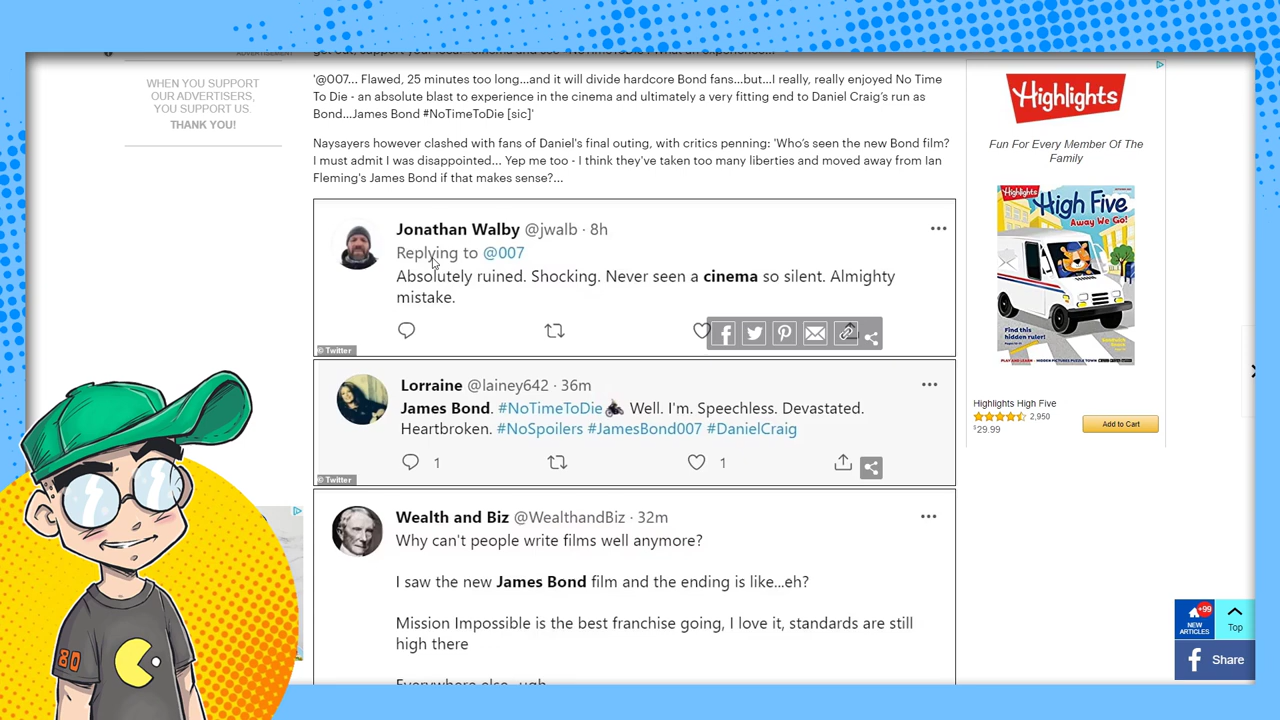 ADVERTISEMENT
WHEN YOU SUPPORT
OUR ADVERTISERS,
YOU SUPPORT US.
THANK YOU!
'@007... Flawed, 25 minutes too long...and it will divide hardcore Bond fans...but...I really, really enjoyed No Time
To Die - an absolute blast to experience in the cinema and ultimately a very fitting end to Daniel Craig's run as
Bond...James Bond #NoTimeToDie [sic]'
Naysayers however clashed with fans of Daniel's final outing, with critics penning: 'Who's seen the new Bond film?
I must admit I was disappointed... Yep me too - I think they've taken too many liberties and moved away from Ian
Fleming's James Bond if that makes sense?...
Jonathan Walby @jwalb · 8h
Replying to @007
Absolutely ruined. Shocking. Never seen a cinema so silent. Almighty
mistake.
© Twitter
Lorraine @lainey642 · 36m
James Bond. #NoTimeToDie Well. I'm. Speechless. Devastated.
Heartbroken. #NoSpoilers #JamesBond007 #DanielCraig
1
1
© Twitter
Wealth and Biz @WealthandBiz · 32m
Why can't people write films well anymore?
I saw the new James Bond film and the ending is like...eh?
Mission Impossible is the best franchise going, I love it, standards are still
high there
Highlights
Fun For Every Member Of The
Family
Highlights
High Five
Away We Go!
Find this
hidden ruler!
Highlights High Five
2,950
$29.99
Add to Cart
+99
NEW
ARTICLES
Top
Share
80